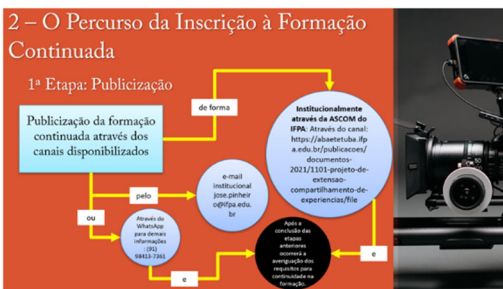 2 – O Percurso da Inscrição à Formação
Continuada
1ª Etapa: Publicização
Publicização da formação
continuada através dos
canais disponibilizados
de forma
Institucionalmente
através da ASCOM do
IFPA: Através do canal:
https://abaetetuba.ifp
a.edu.br/publicacoes/
documentos-
2021/1101-projeto-de-
extensao-
compartilhamento-de-
experiencias/file
pelo
e-mail
institucional
jose.pinheir
o@ifpa.edu.
br
ou
Através do
WhatsApp
para demais
informações
: (91)
98413-7361
e
Após a
conclusão das
etapas
anteriores
ocorrerá a
averiguação dos
requisitos para
continuidade na
formação.
e